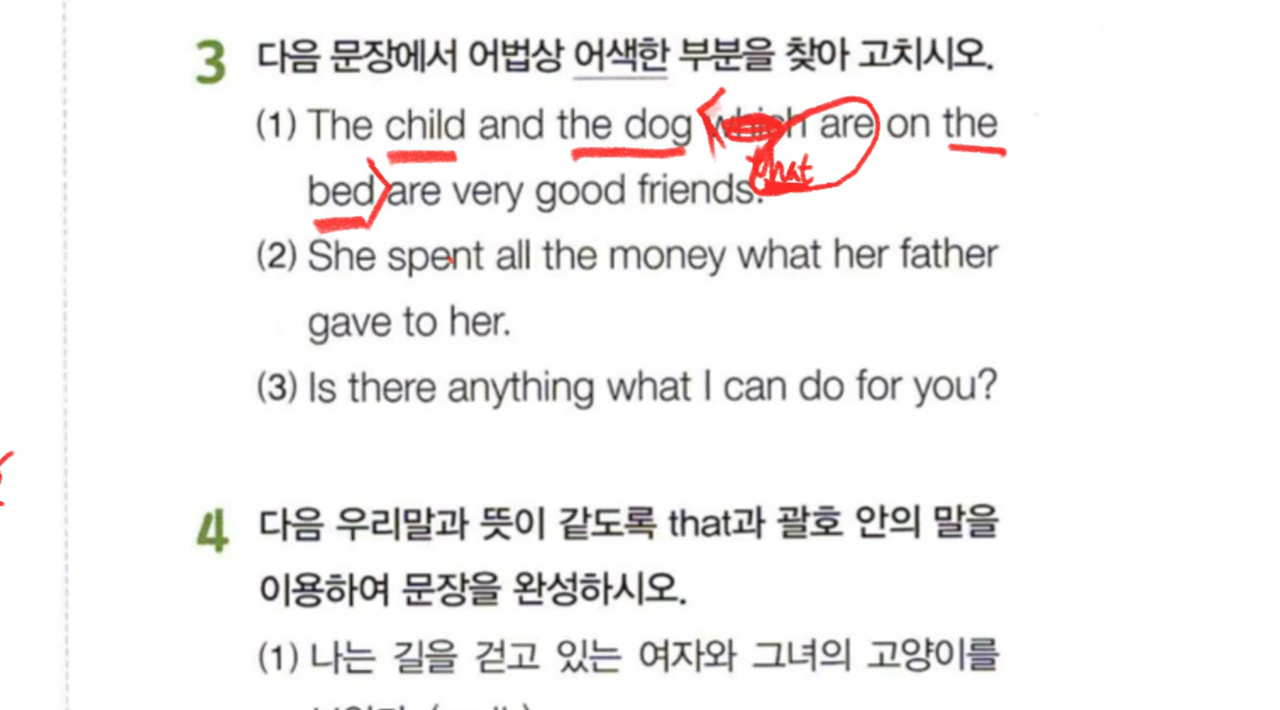 3 다음 문장에서 어법상 어색한 부분을 찾아 고치시오.
(1) The child and the dog which are on the
that
bed are very good friends.
(2) She spent all the money what her father
gave to her.
(3) Is there anything what I can do for you?
4 다음 우리말과 뜻이 같도록 that과 괄호 안의 말을
이용하여 문장을 완성하시오.
(1) 나는 길을 걷고 있는 여자와 그녀의 고양이를